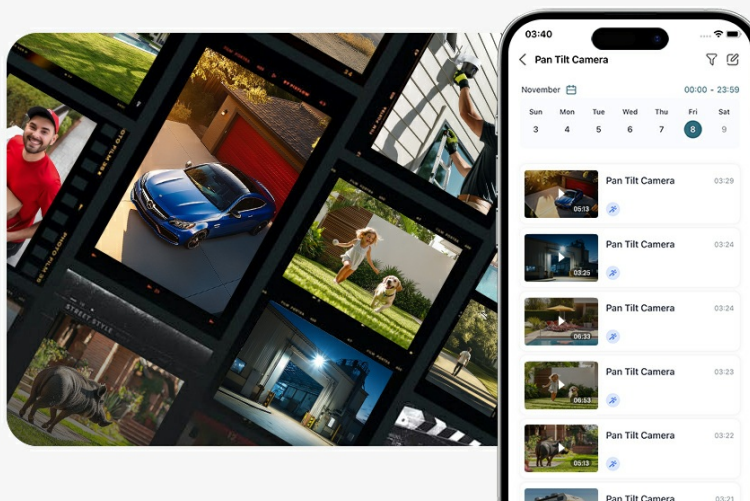 03:40
Pan Tilt Camera
November
00:00 - 23:59
Sun Mon Tue Wed Thu Fri Sat
3 4 5 6 7 8 9
Pan Tilt Camera 03:29
05:13
Pan Tilt Camera 03:24
03:25
Pan Tilt Camera 03:24
06:33
Pan Tilt Camera 03:23
06:53
Pan Tilt Camera 03:22
05:13
Pan Tilt Camera 03:21
STREET STYLE